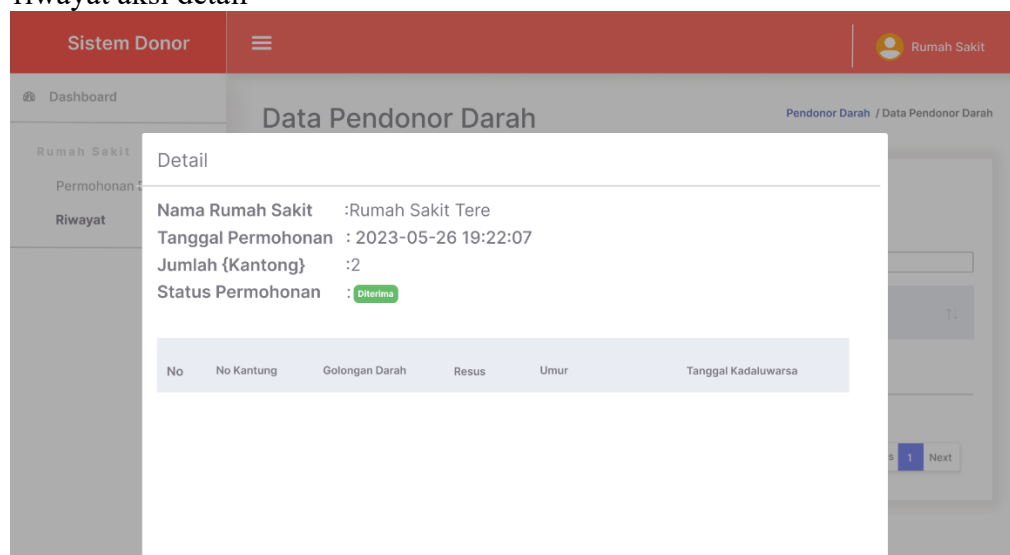 riwayat aksi detail
Sistem Donor
Rumah Sakit
Dashboard
Data Pendonor Darah
Pendonor Darah / Data Pendonor Darah
Rumah Sakit
Permohonan
Riwayat
Detail
Nama Rumah Sakit :Rumah Sakit Tere
Tanggal Permohonan : 2023-05-26 19:22:07
Jumlah {Kantong} :2
Status Permohonan : Diterima
No No Kantung Golongan Darah Resus Umur Tanggal Kadaluwarsa
s 1 Next